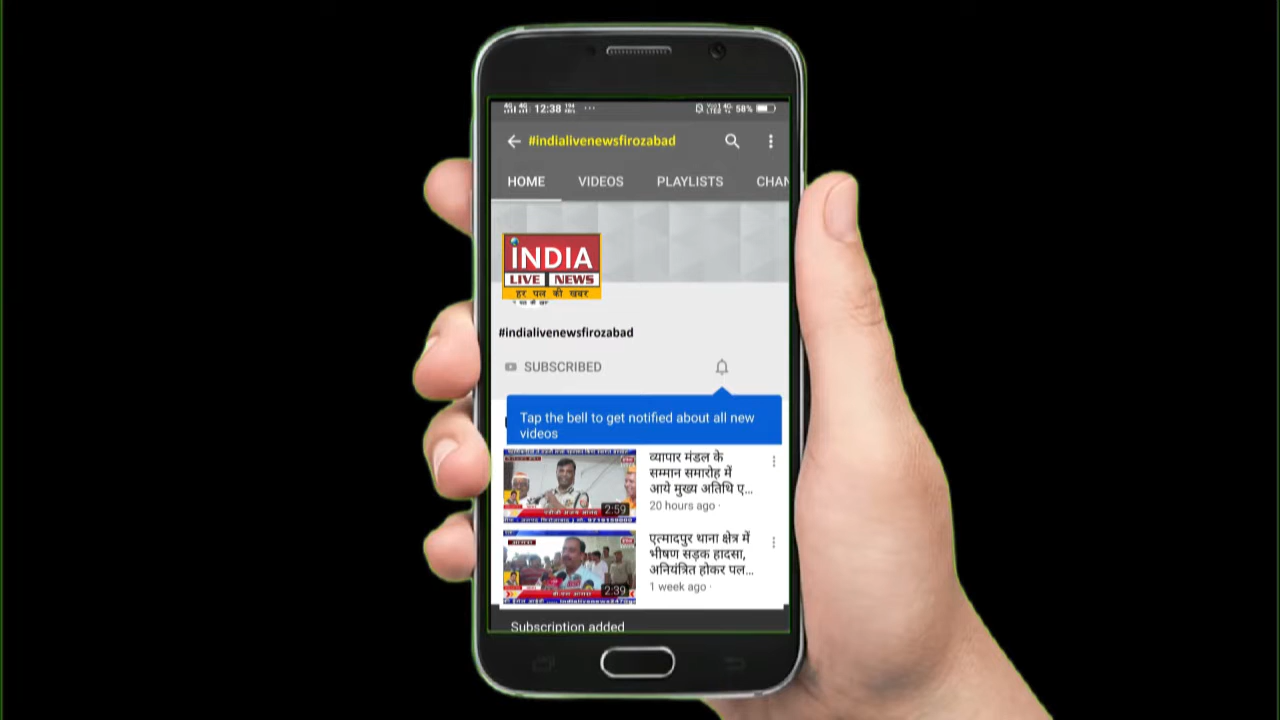 12:38
58%
#indialivenewsfirozabad
HOME VIDEOS PLAYLISTS CHAN
INDIA
LIVE NEWS
हर पल की खबर
#indialivenewsfirozabad
SUBSCRIBED
Tap the bell to get notified about all new
videos
व्यापार मंडल के
सम्मान समारोह में
आये मुख्य अतिथि ए...
20 hours ago ·
2:59
एत्मादपुर थाना क्षेत्र में
भीषण सड़क हादसा,
अनियंत्रित होकर पल...
1 week ago ·
2:39
Subscription added